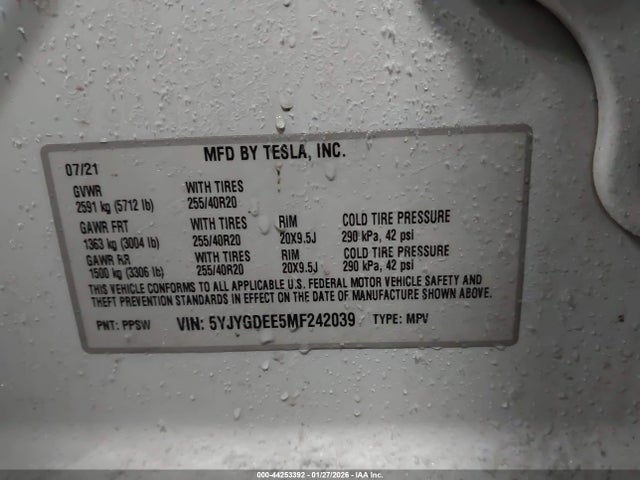 07/21 MFD BY TESLA, INC.
GVWR WITH TIRES
2591 kg (5712 lb) 255/40R20
GAWR FRT WITH TIRES RIM COLD TIRE PRESSURE
1363 kg (3004 lb) 255/40R20 20X9.5J 290 kPa, 42 psi
GAWR RR WITH TIRES RIM COLD TIRE PRESSURE
1500 kg (3306 lb) 255/40R20 20X9.5J 290 kPa, 42 psi
THIS VEHICLE CONFORMS TO ALL APPLICABLE U.S. FEDERAL MOTOR VEHICLE SAFETY AND
THEFT PREVENTION STANDARDS IN EFFECT ON THE DATE OF MANUFACTURE SHOWN ABOVE.
PNT: PPSW VIN: 5YJYGDEE5MF242039 TYPE: MPV
000-44253392 - 01/27/2026 - IAA Inc.